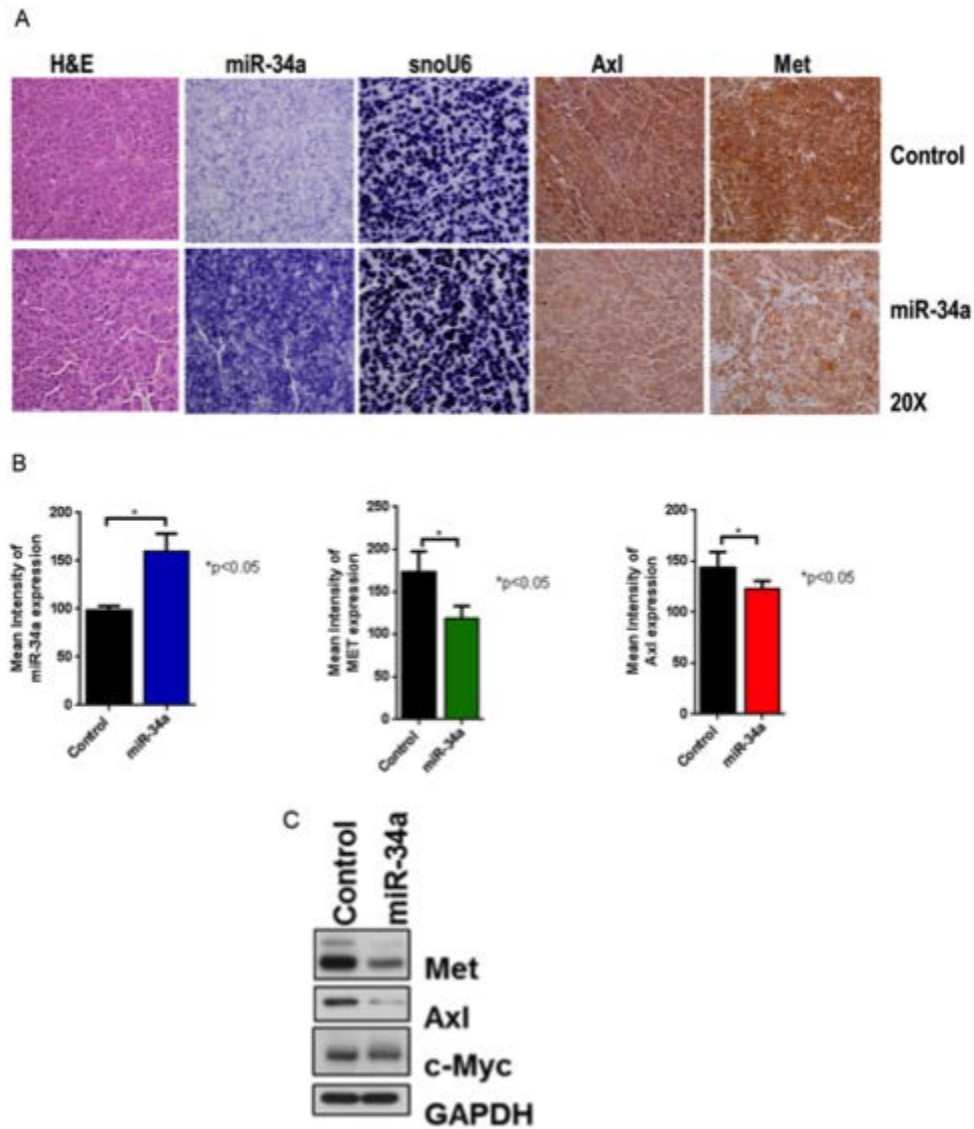 A
H&E miR-34a snoU6 Axl Met
Control
miR-34a
20X
B
Mean Intensity of
miR-34a expression
200
150
100
50
0
*
*p<0.05
Control
miR-34a
Mean Intensity of
MET expression
250
200
150
100
50
0
*
*p<0.05
Control
miR-34a
Mean Intensity of
Axl expression
200
150
100
50
0
*
*p<0.05
Control
miR-34a
C
Control
miR-34a
Met
Axl
c-Myc
GAPDH